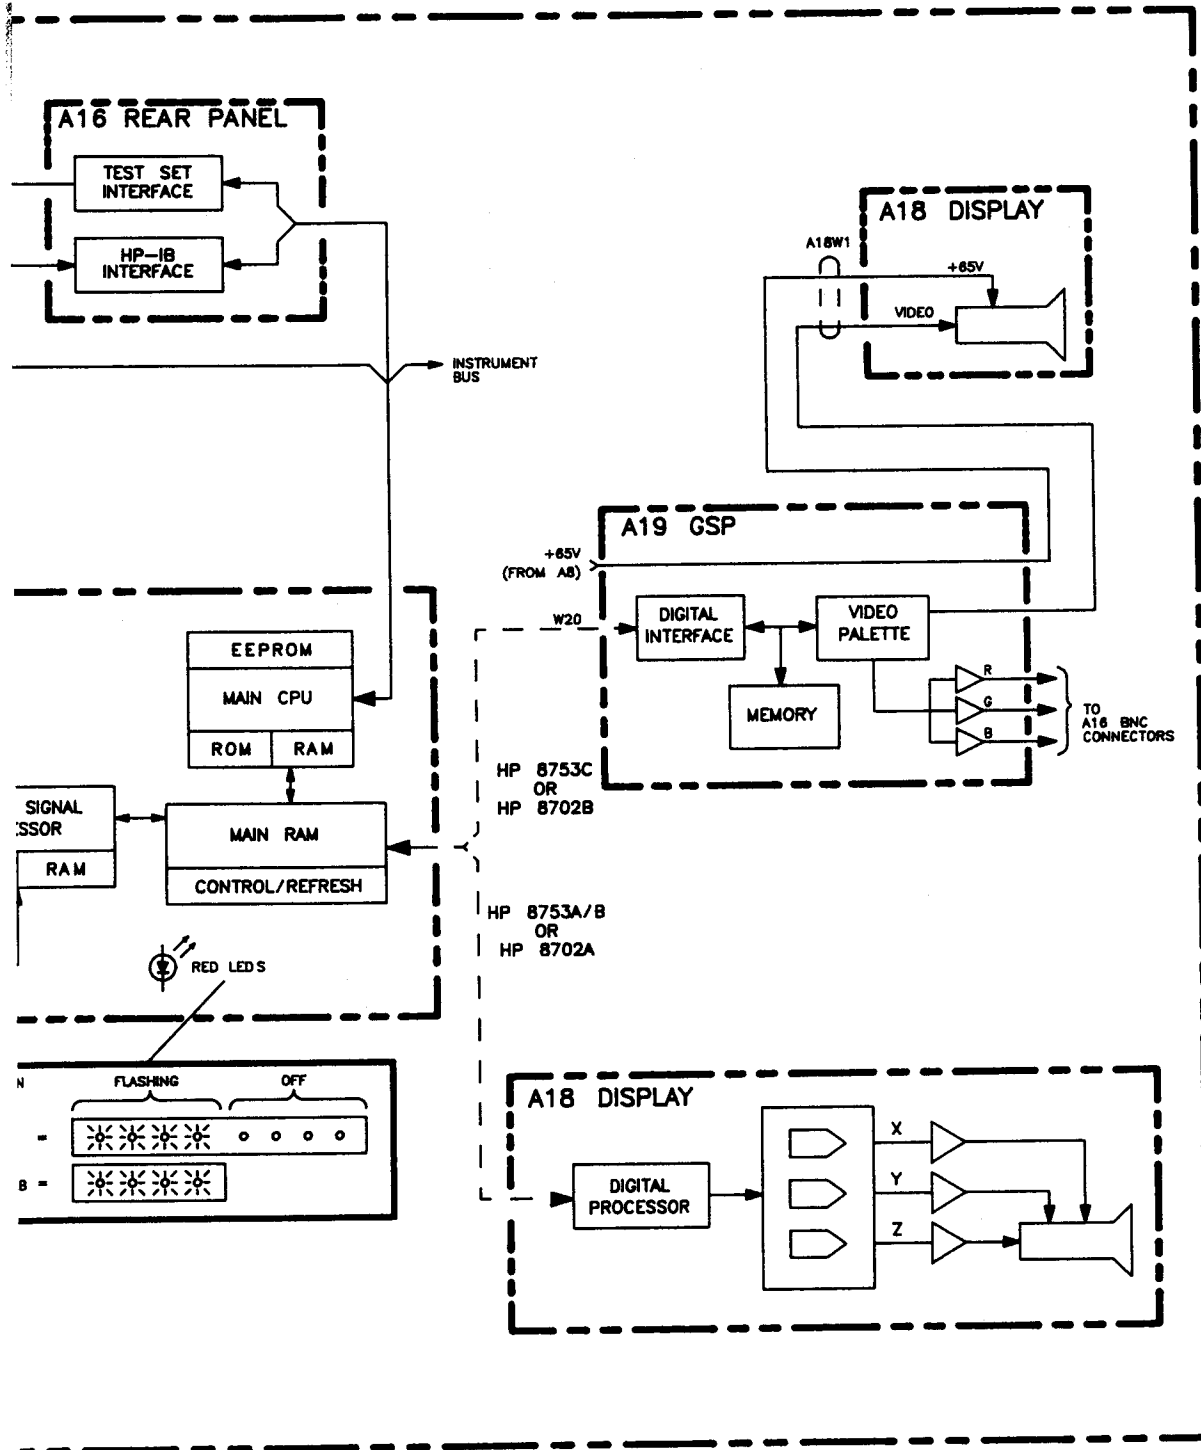 A16 REAR PANEL
TEST SET
INTERFACE
HP-IB
INTERFACE
INSTRUMENT
BUS
A18 DISPLAY
A18W1
+65V
VIDEO
A19 GSP
+65V
(FROM A8)
W20
DIGITAL
INTERFACE
VIDEO
PALETTE
MEMORY
R
G
B
TO
A16 BNC
CONNECTORS
EEPROM
MAIN CPU
ROM
RAM
SIGNAL
SSOR
RAM
MAIN RAM
CONTROL/REFRESH
HP 8753C
OR
HP 8702B
HP 8753A/B
OR
HP 8702A
RED LEDS
N
FLASHING
OFF
=
B =
A18 DISPLAY
DIGITAL
PROCESSOR
X
Y
Z